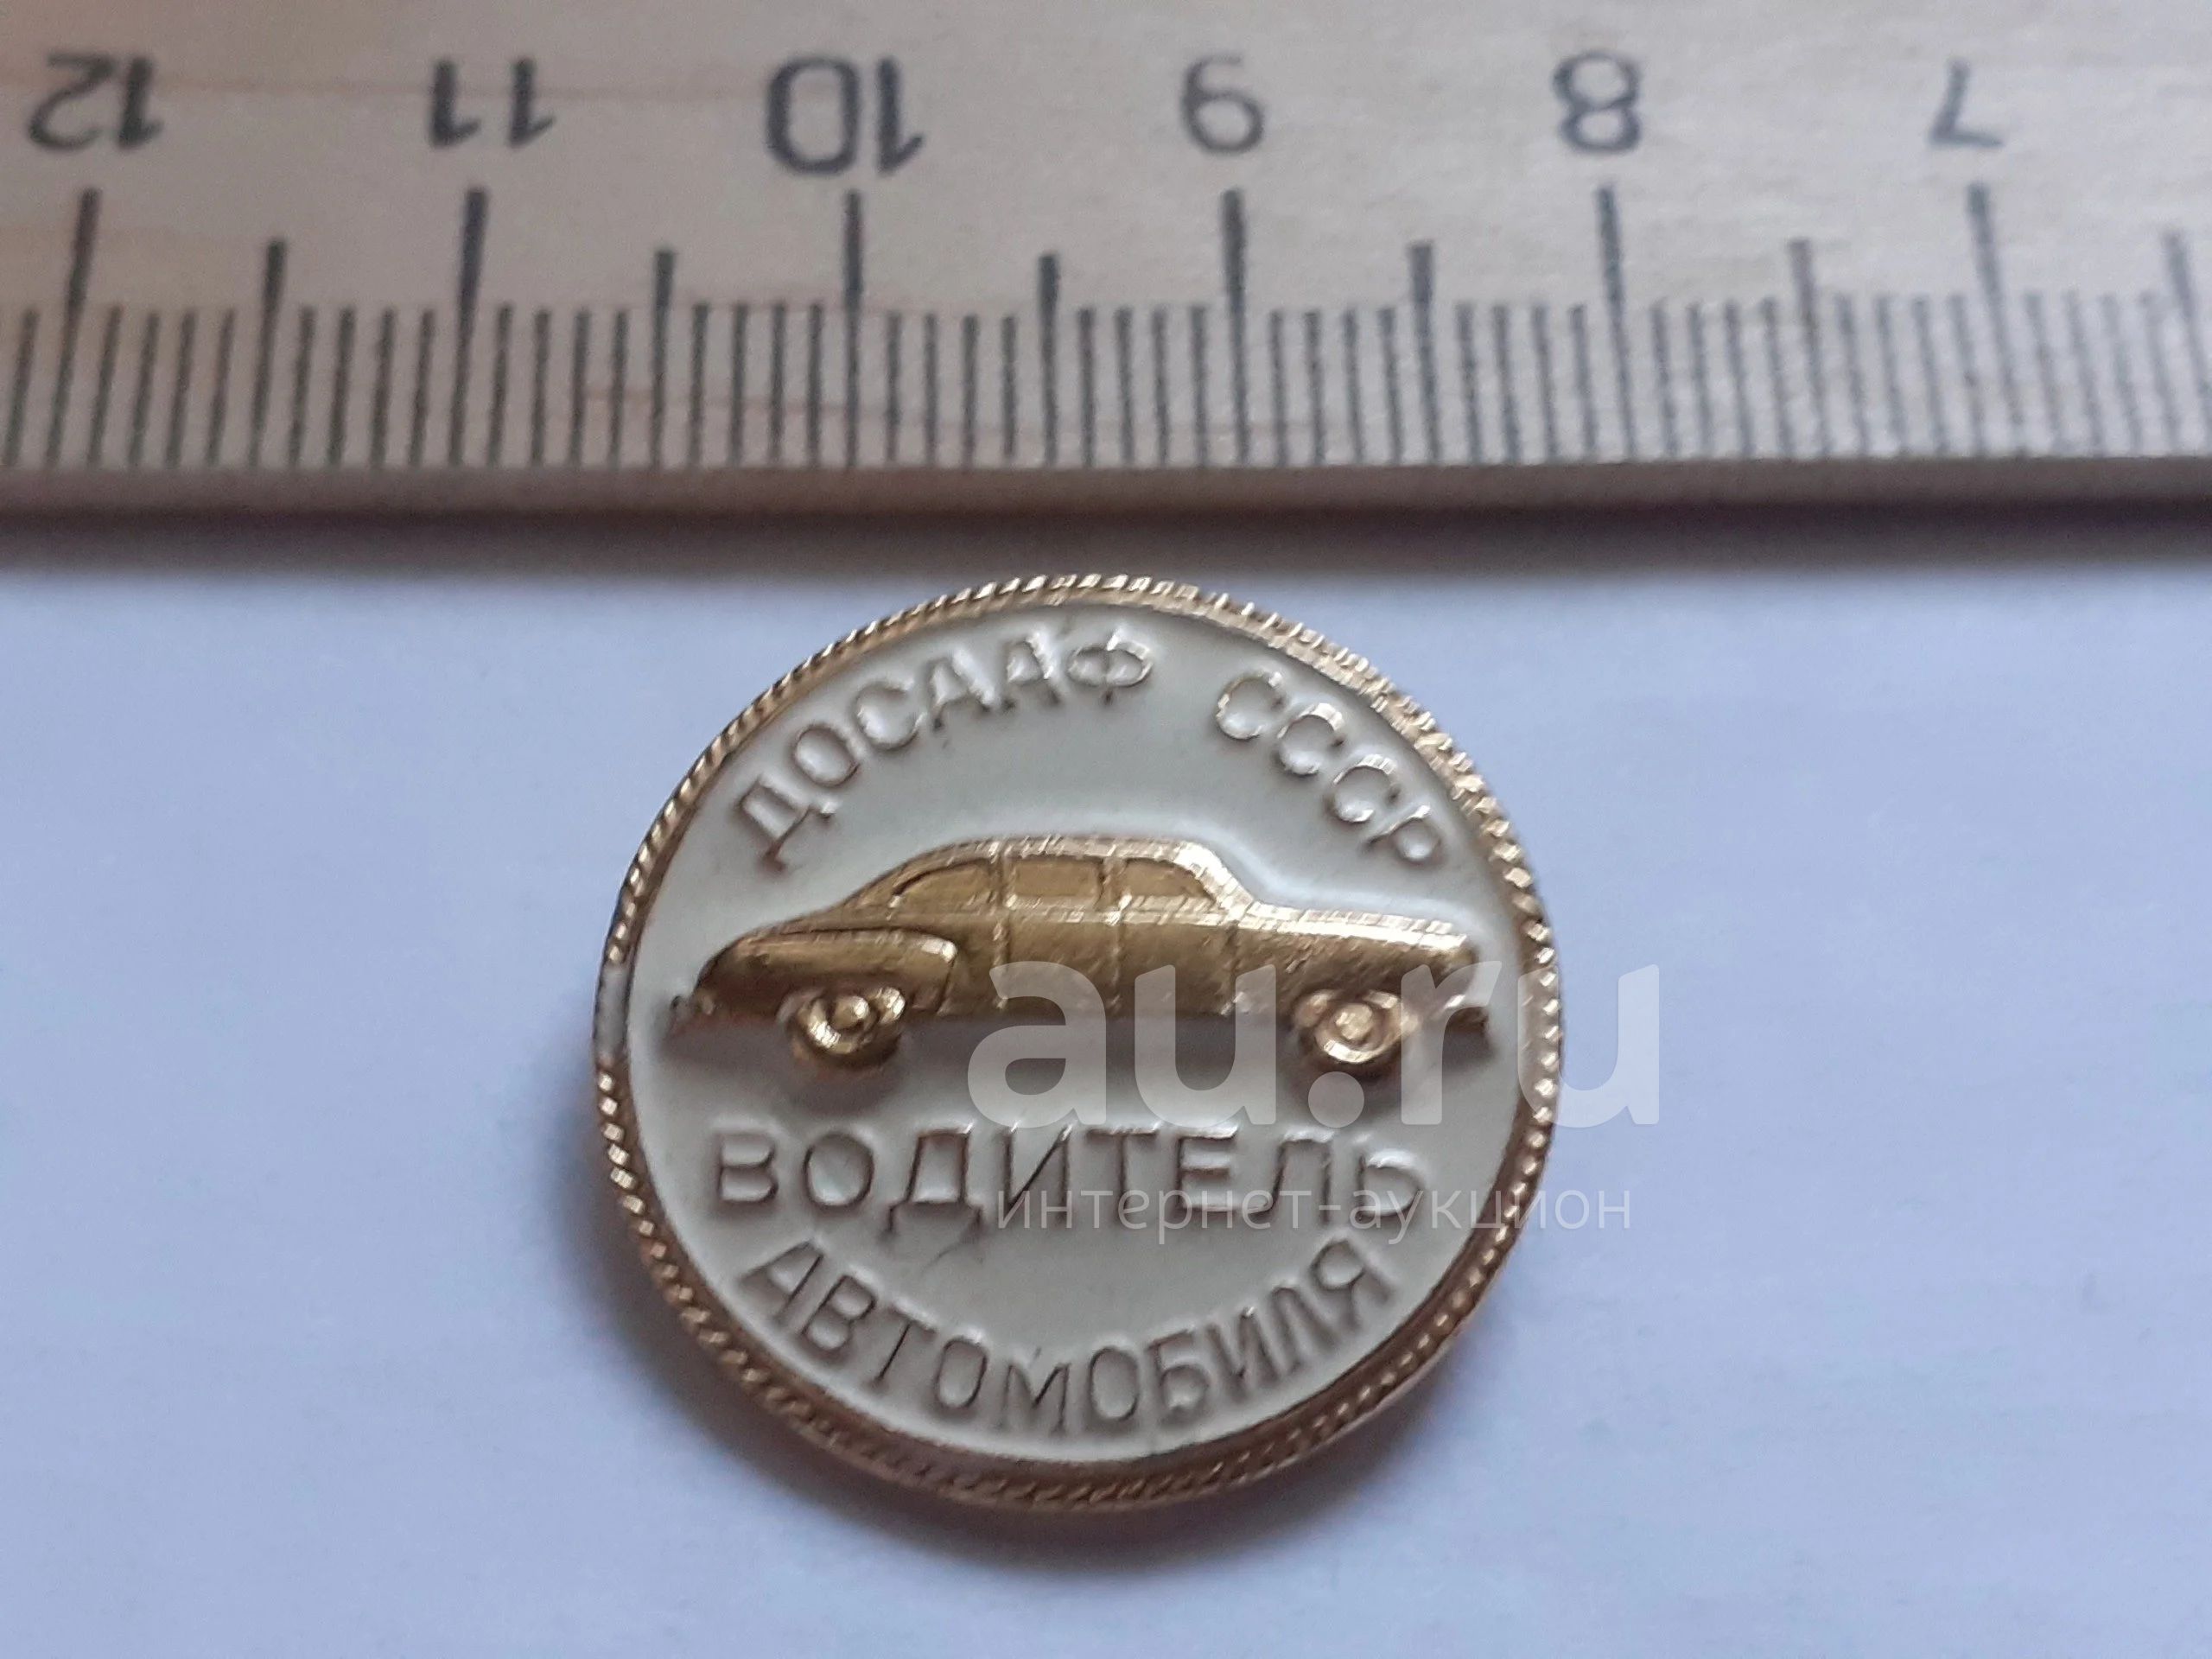 12 11 10 9 8 7
ДОСААФ СССР
au.ru
ВОДИТЕЛЬ
интернет-аукцион
АВТОМОБИЛЯ